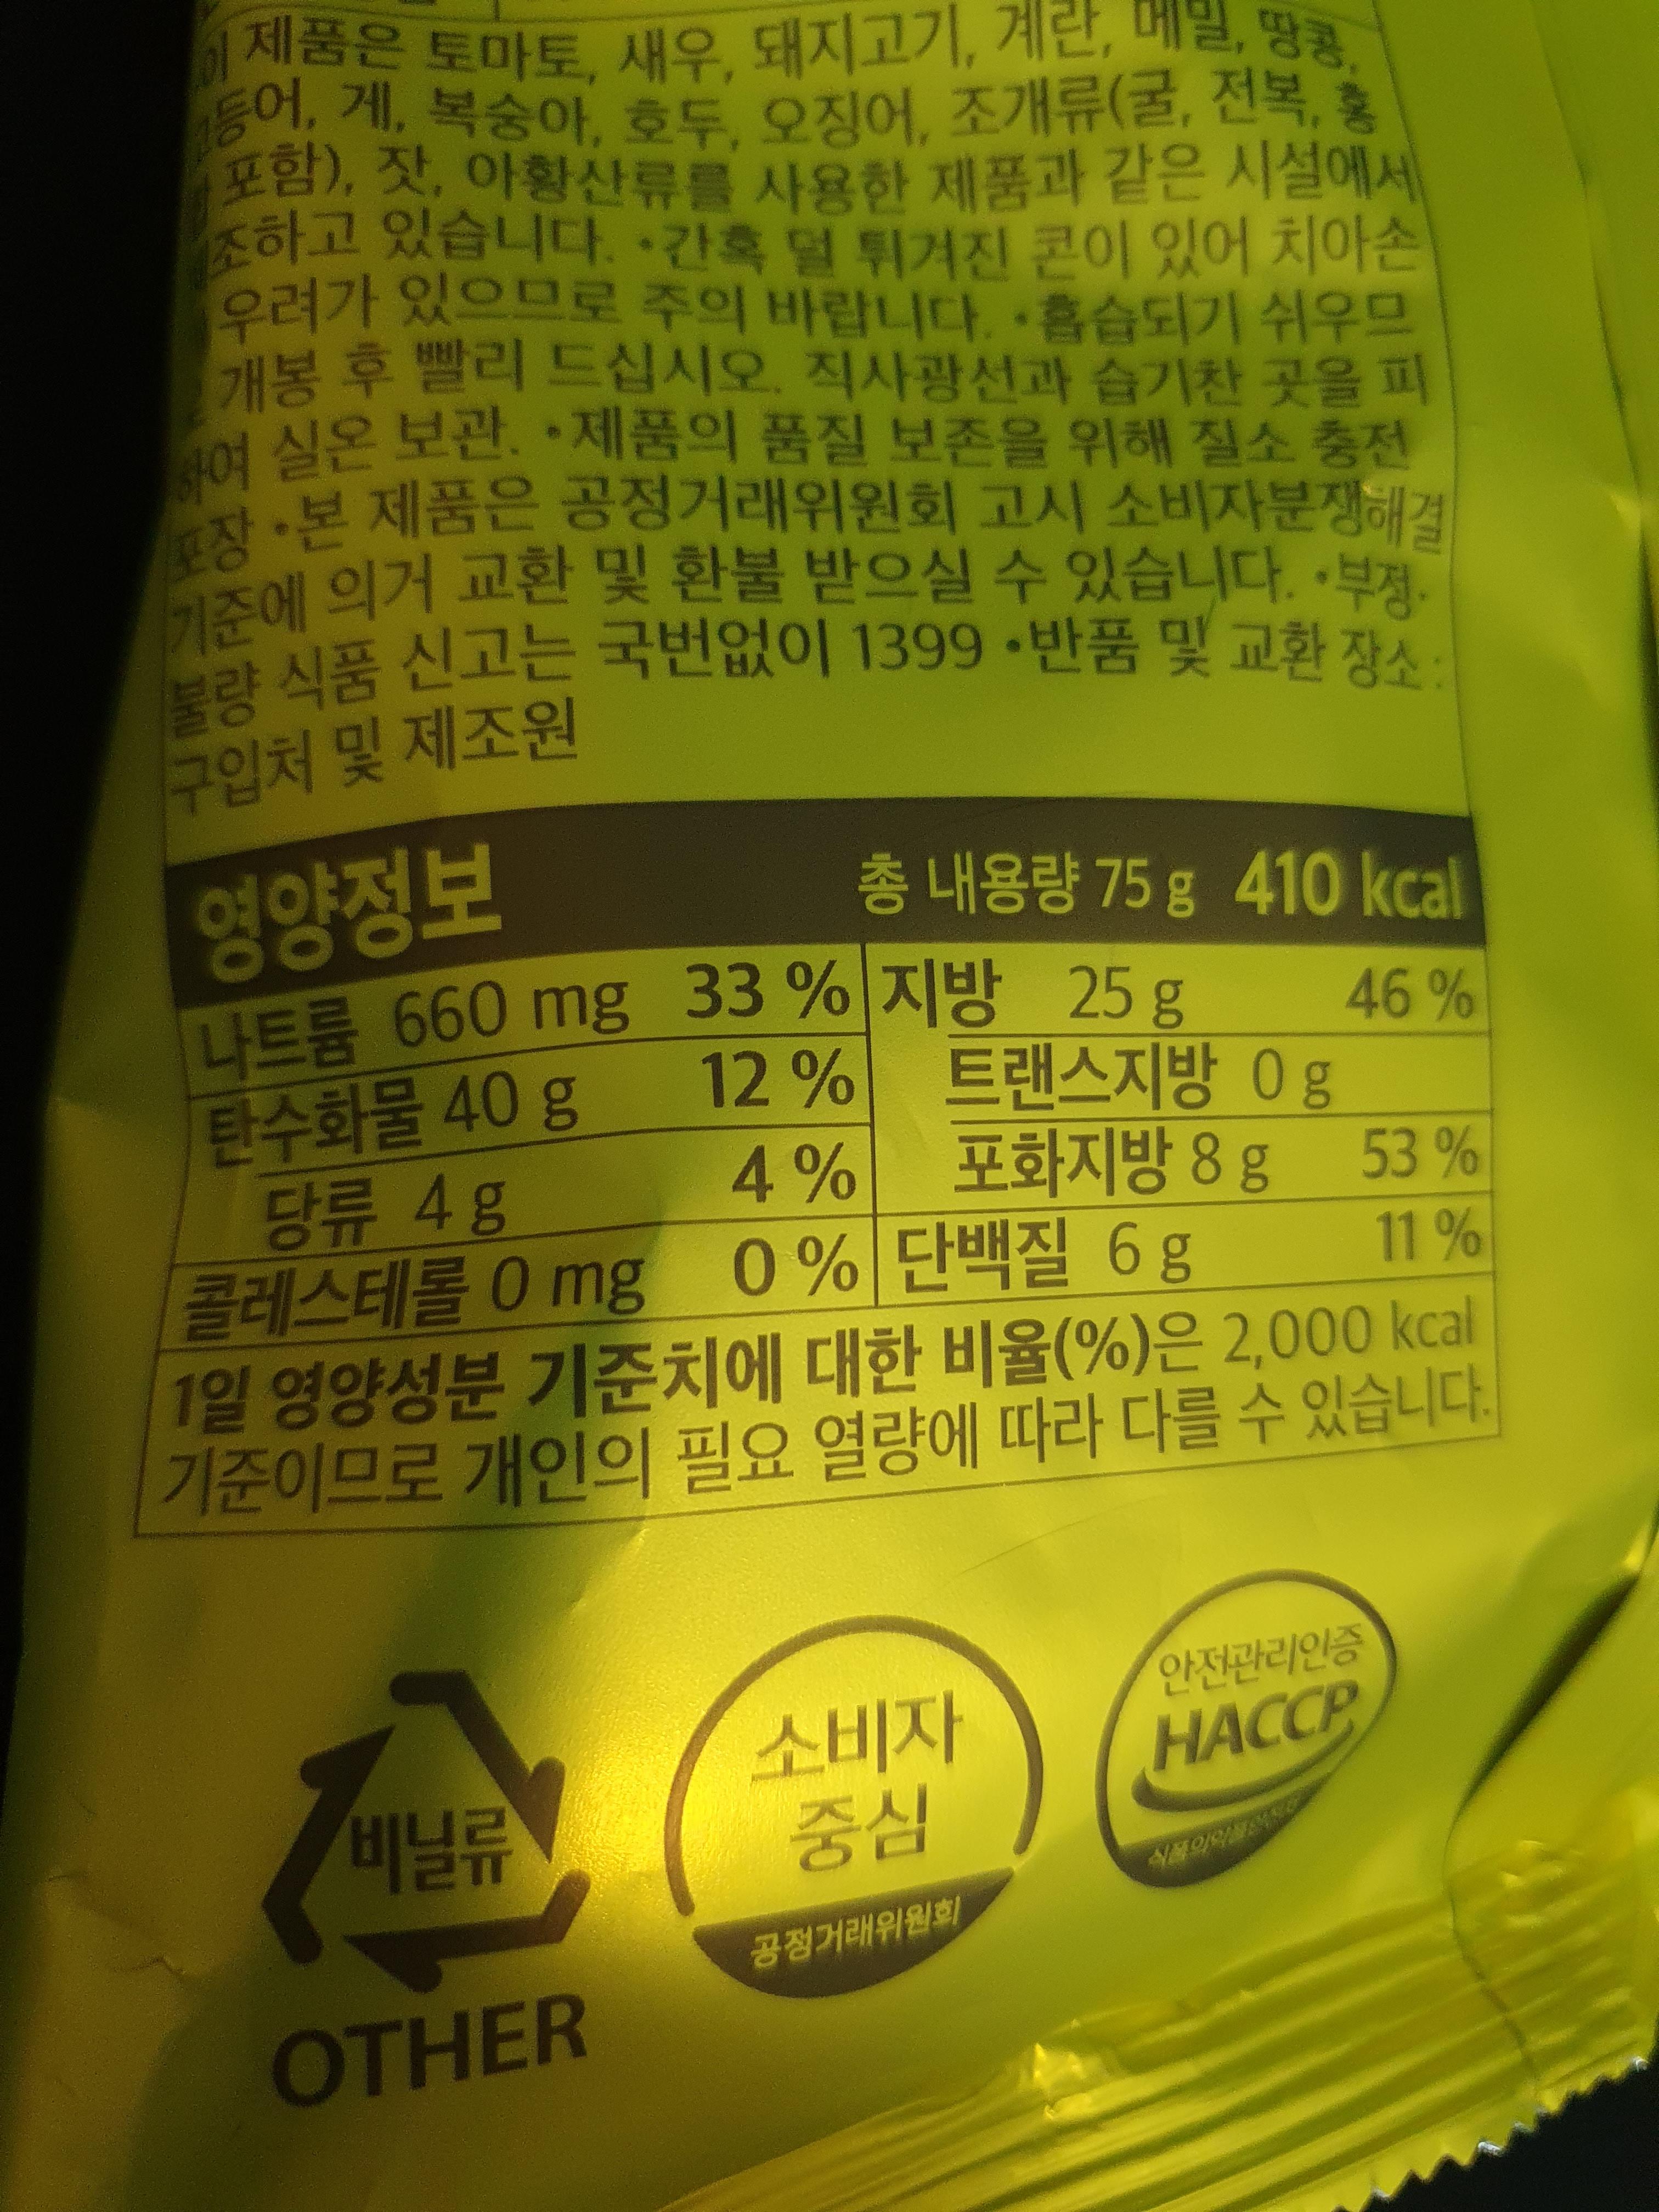 이 제품은 토마토, 새우, 돼지고기, 계란, 메밀, 땅콩,
고등어, 게, 복숭아, 호두, 오징어, 조개류(굴, 전복, 홍
포함), 잣, 아황산류를 사용한 제품과 같은 시설에서
제조하고 있습니다. •간혹 덜 튀겨진 콘이 있어 치아손
우려가 있으므로 주의 바랍니다. •흡습되기 쉬우므
개봉 후 빨리 드십시오. 직사광선과 습기찬 곳을 피
하여 실온 보관. •제품의 품질 보존을 위해 질소 충전
포장 •본 제품은 공정거래위원회 고시 소비자분쟁해결
기준에 의거 교환 및 환불 받으실 수 있습니다. •부정·
불량 식품 신고는 국번없이 1399 •반품 및 교환 장소:
구입처 및 제조원
영양정보 총 내용량 75 g 410 kcal
나트륨 660 mg 33 % 지방 25 g 46 %
탄수화물 40 g 12 % 트랜스지방 0 g
당류 4 g 4 % 포화지방 8 g 53 %
콜레스테롤 0 mg 0 % 단백질 6 g 11 %
1일 영양성분 기준치에 대한 비율(%)은 2,000 kcal
기준이므로 개인의 필요 열량에 따라 다를 수 있습니다.
비닐류
OTHER
소비자
중심
공정거래위원회
안전관리인증
HACCP